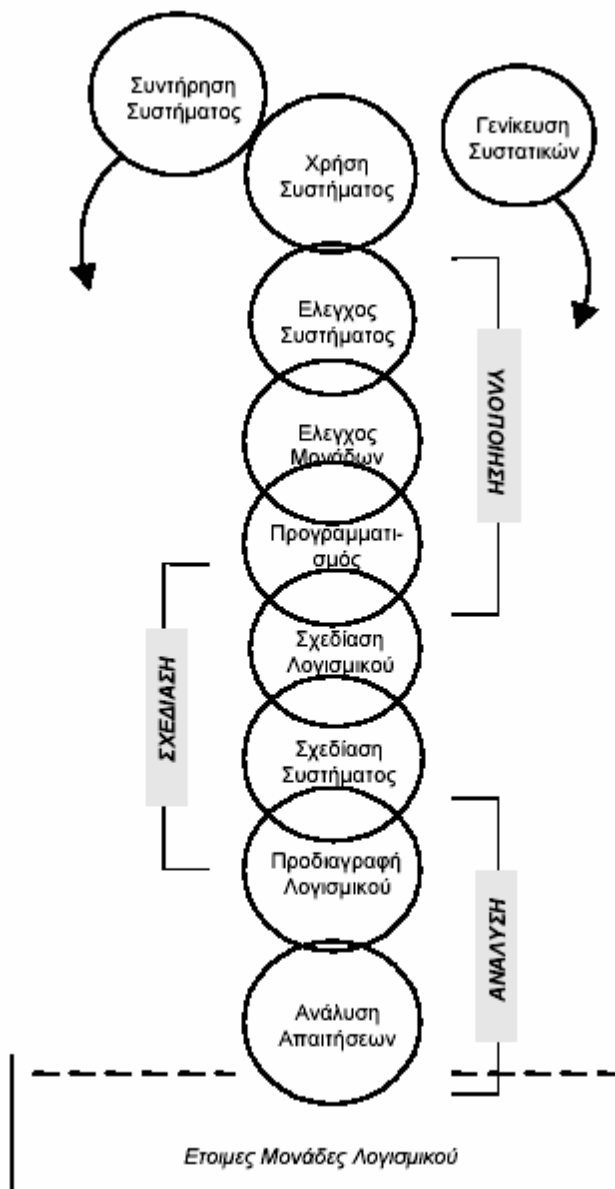 Συντήρηση
Συστήματος
Γενίκευση
Συστατικών
Χρήση
Συστήματος
Ελεγχος
Συστήματος
ΥΛΟΠΟΙΗΣΗ
Ελεγχος
Μονάδων
Προγραμματι-
σμός
Σχεδίαση
Λογισμικού
ΣΧΕΔΙΑΣΗ
Σχεδίαση
Συστήματος
Προδιαγραφή
Λογισμικού
ΑΝΑΛΥΣΗ
Ανάλυση
Απαιτήσεων
Ετοιμες Μονάδες Λογισμικού